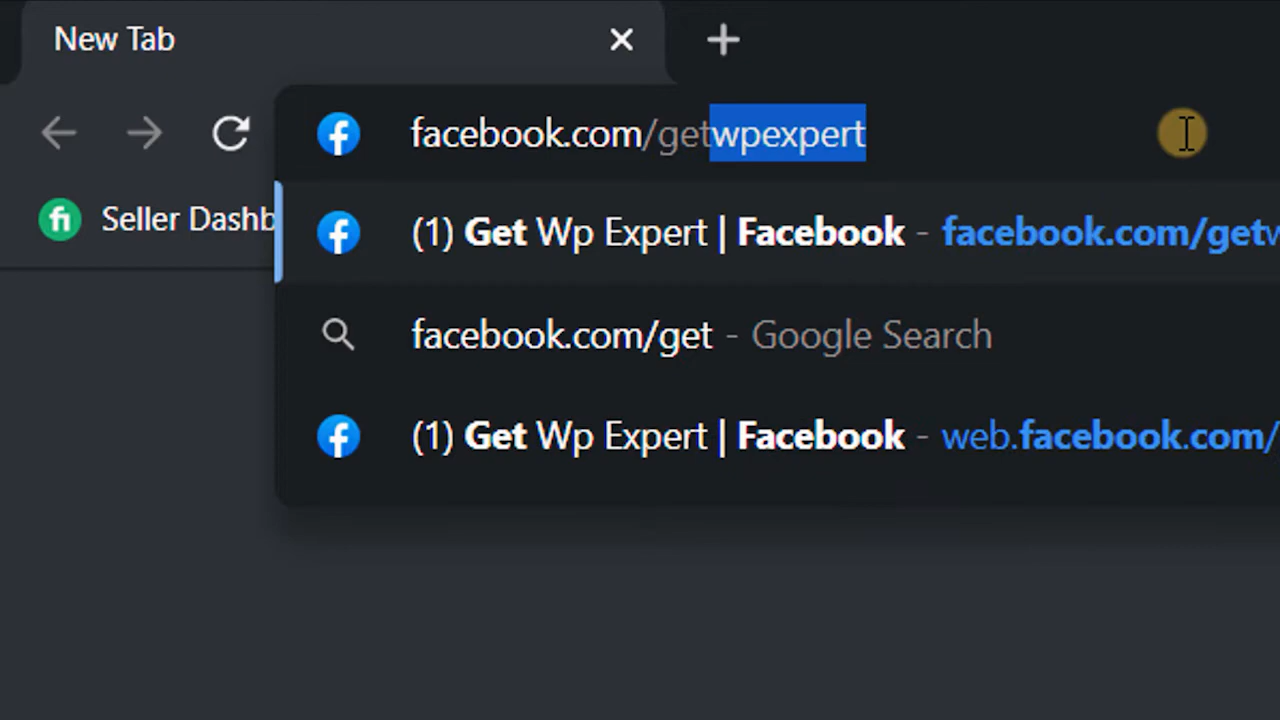 New Tab
facebook.com/getwpexpert
Seller Dashb
(1) Get Wp Expert | Facebook - facebook.com/getw
facebook.com/get - Google Search
(1) Get Wp Expert | Facebook - web.facebook.com/